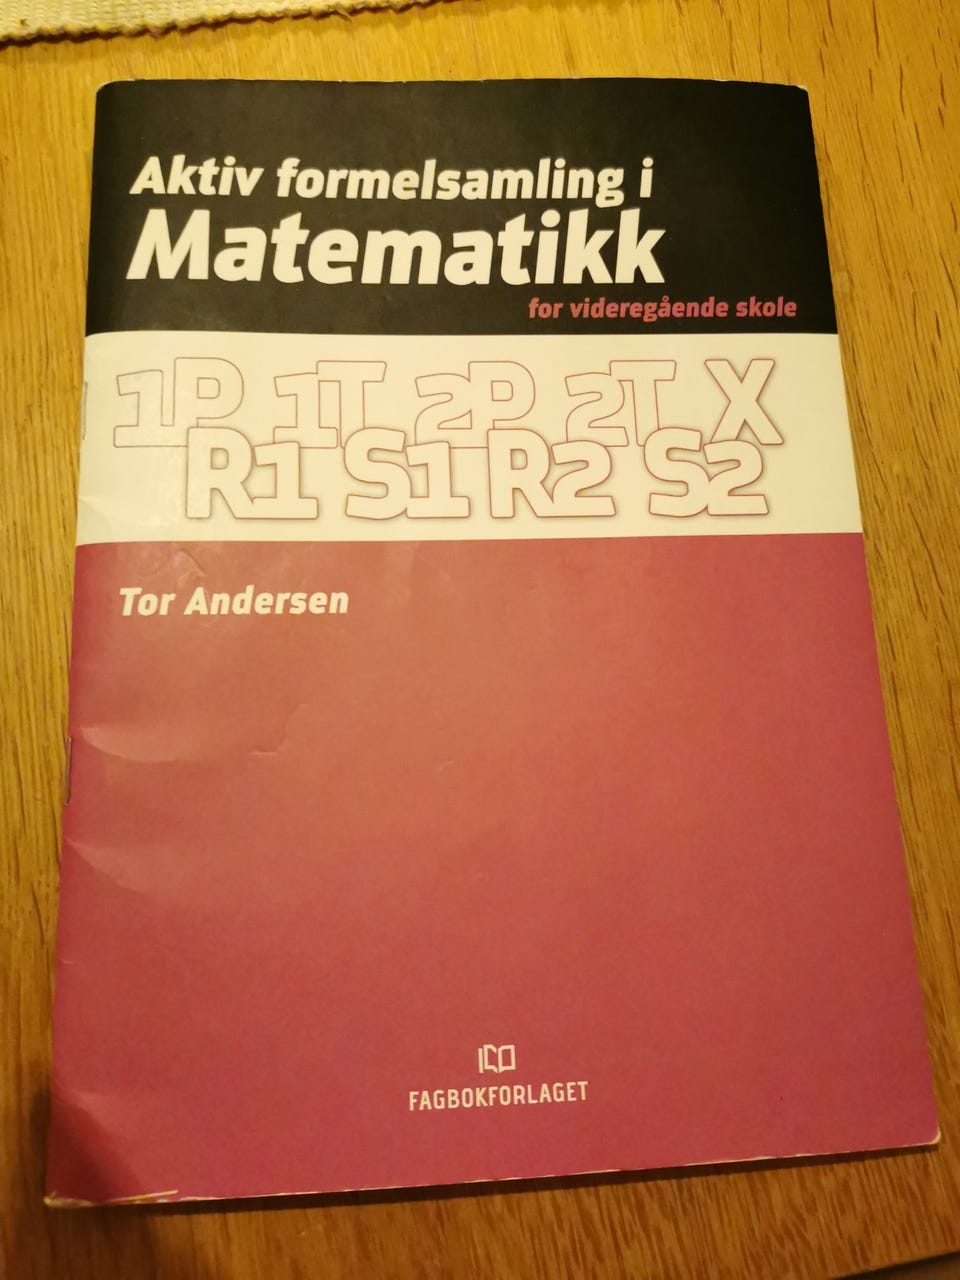 Aktiv formelsamling i
Matematikk
for videregående skole
1P 1T 2P 2T X
R1 S1 R2 S2
Tor Andersen
FAGBOKFORLAGET